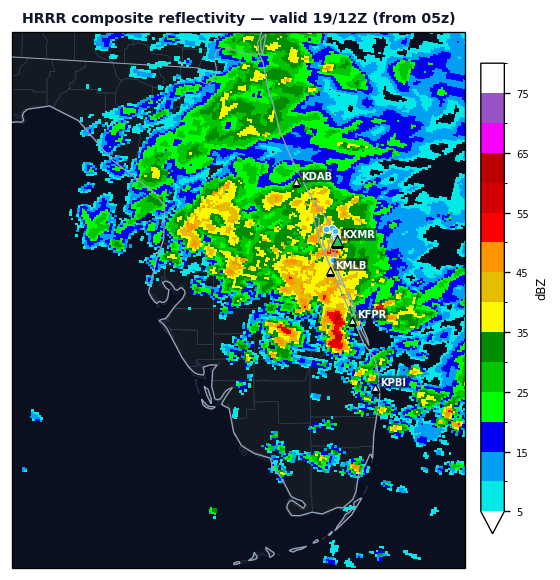 HRRR composite reflectivity — valid 19/12Z (from 05z)
KDAB
KXMR
KMLB
KFPR
KPBI
75
65
55
45
35
25
15
5
dBZ